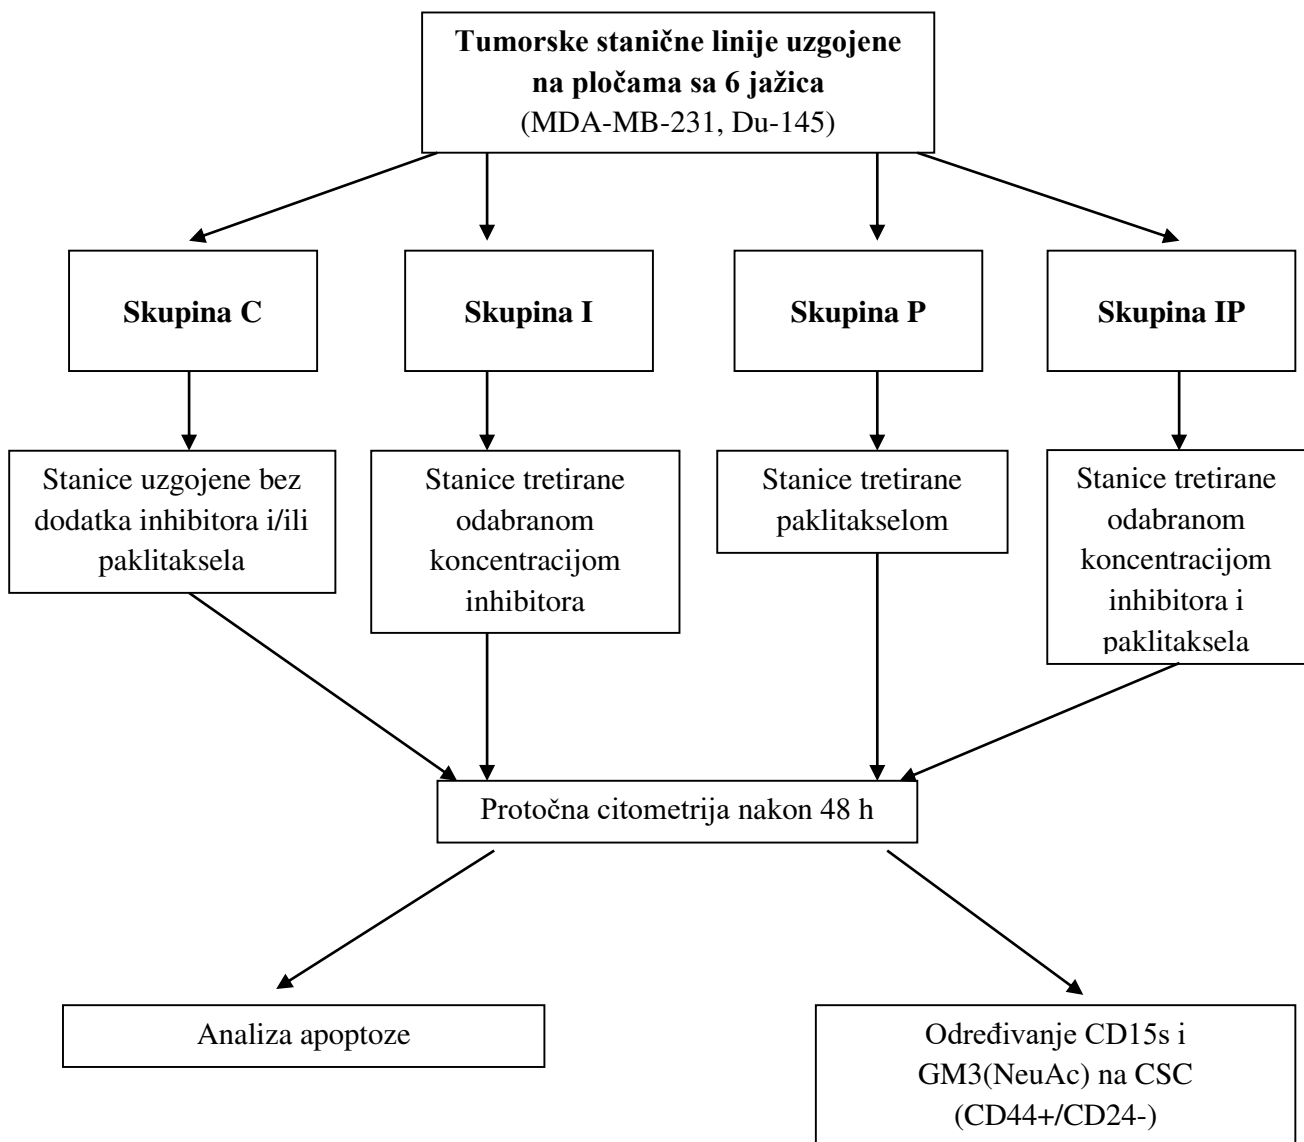 Tumorske stanične linije uzgojene
na pločama sa 6 jažica
(MDA-MB-231, Du-145)
Skupina C
Skupina I
Skupina P
Skupina IP
Stanice uzgojene bez
dodatka inhibitora i/ili
paklitaksela
Stanice tretirane
odabranom
koncentracijom
inhibitora
Stanice tretirane
paklitakselom
Stanice tretirane
odabranom
koncentracijom
inhibitora i
paklitaksela
Protočna citometrija nakon 48 h
Analiza apoptoze
Određivanje CD15s i
GM3(NeuAc) na CSC
(CD44+/CD24-)